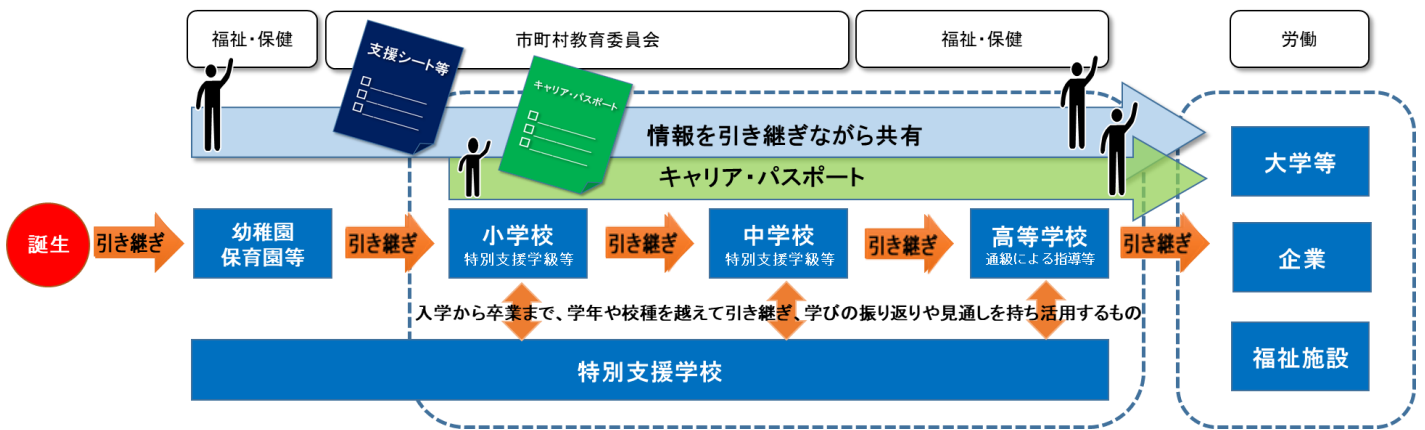 福祉・保健
市町村教育委員会
福祉・保健
労働
支援シート等
キャリア・パスポート
情報を引き継ぎながら共有
キャリア・パスポート
大学等
誕生
引き継ぎ
幼稚園
保育園等
引き継ぎ
小学校
特別支援学級等
引き継ぎ
中学校
特別支援学級等
引き継ぎ
高等学校
通級による指導等
引き継ぎ
企業
入学から卒業まで、学年や校種を越えて引き継ぎ、学びの振り返りや見通しを持ち活用するもの
特別支援学校
福祉施設